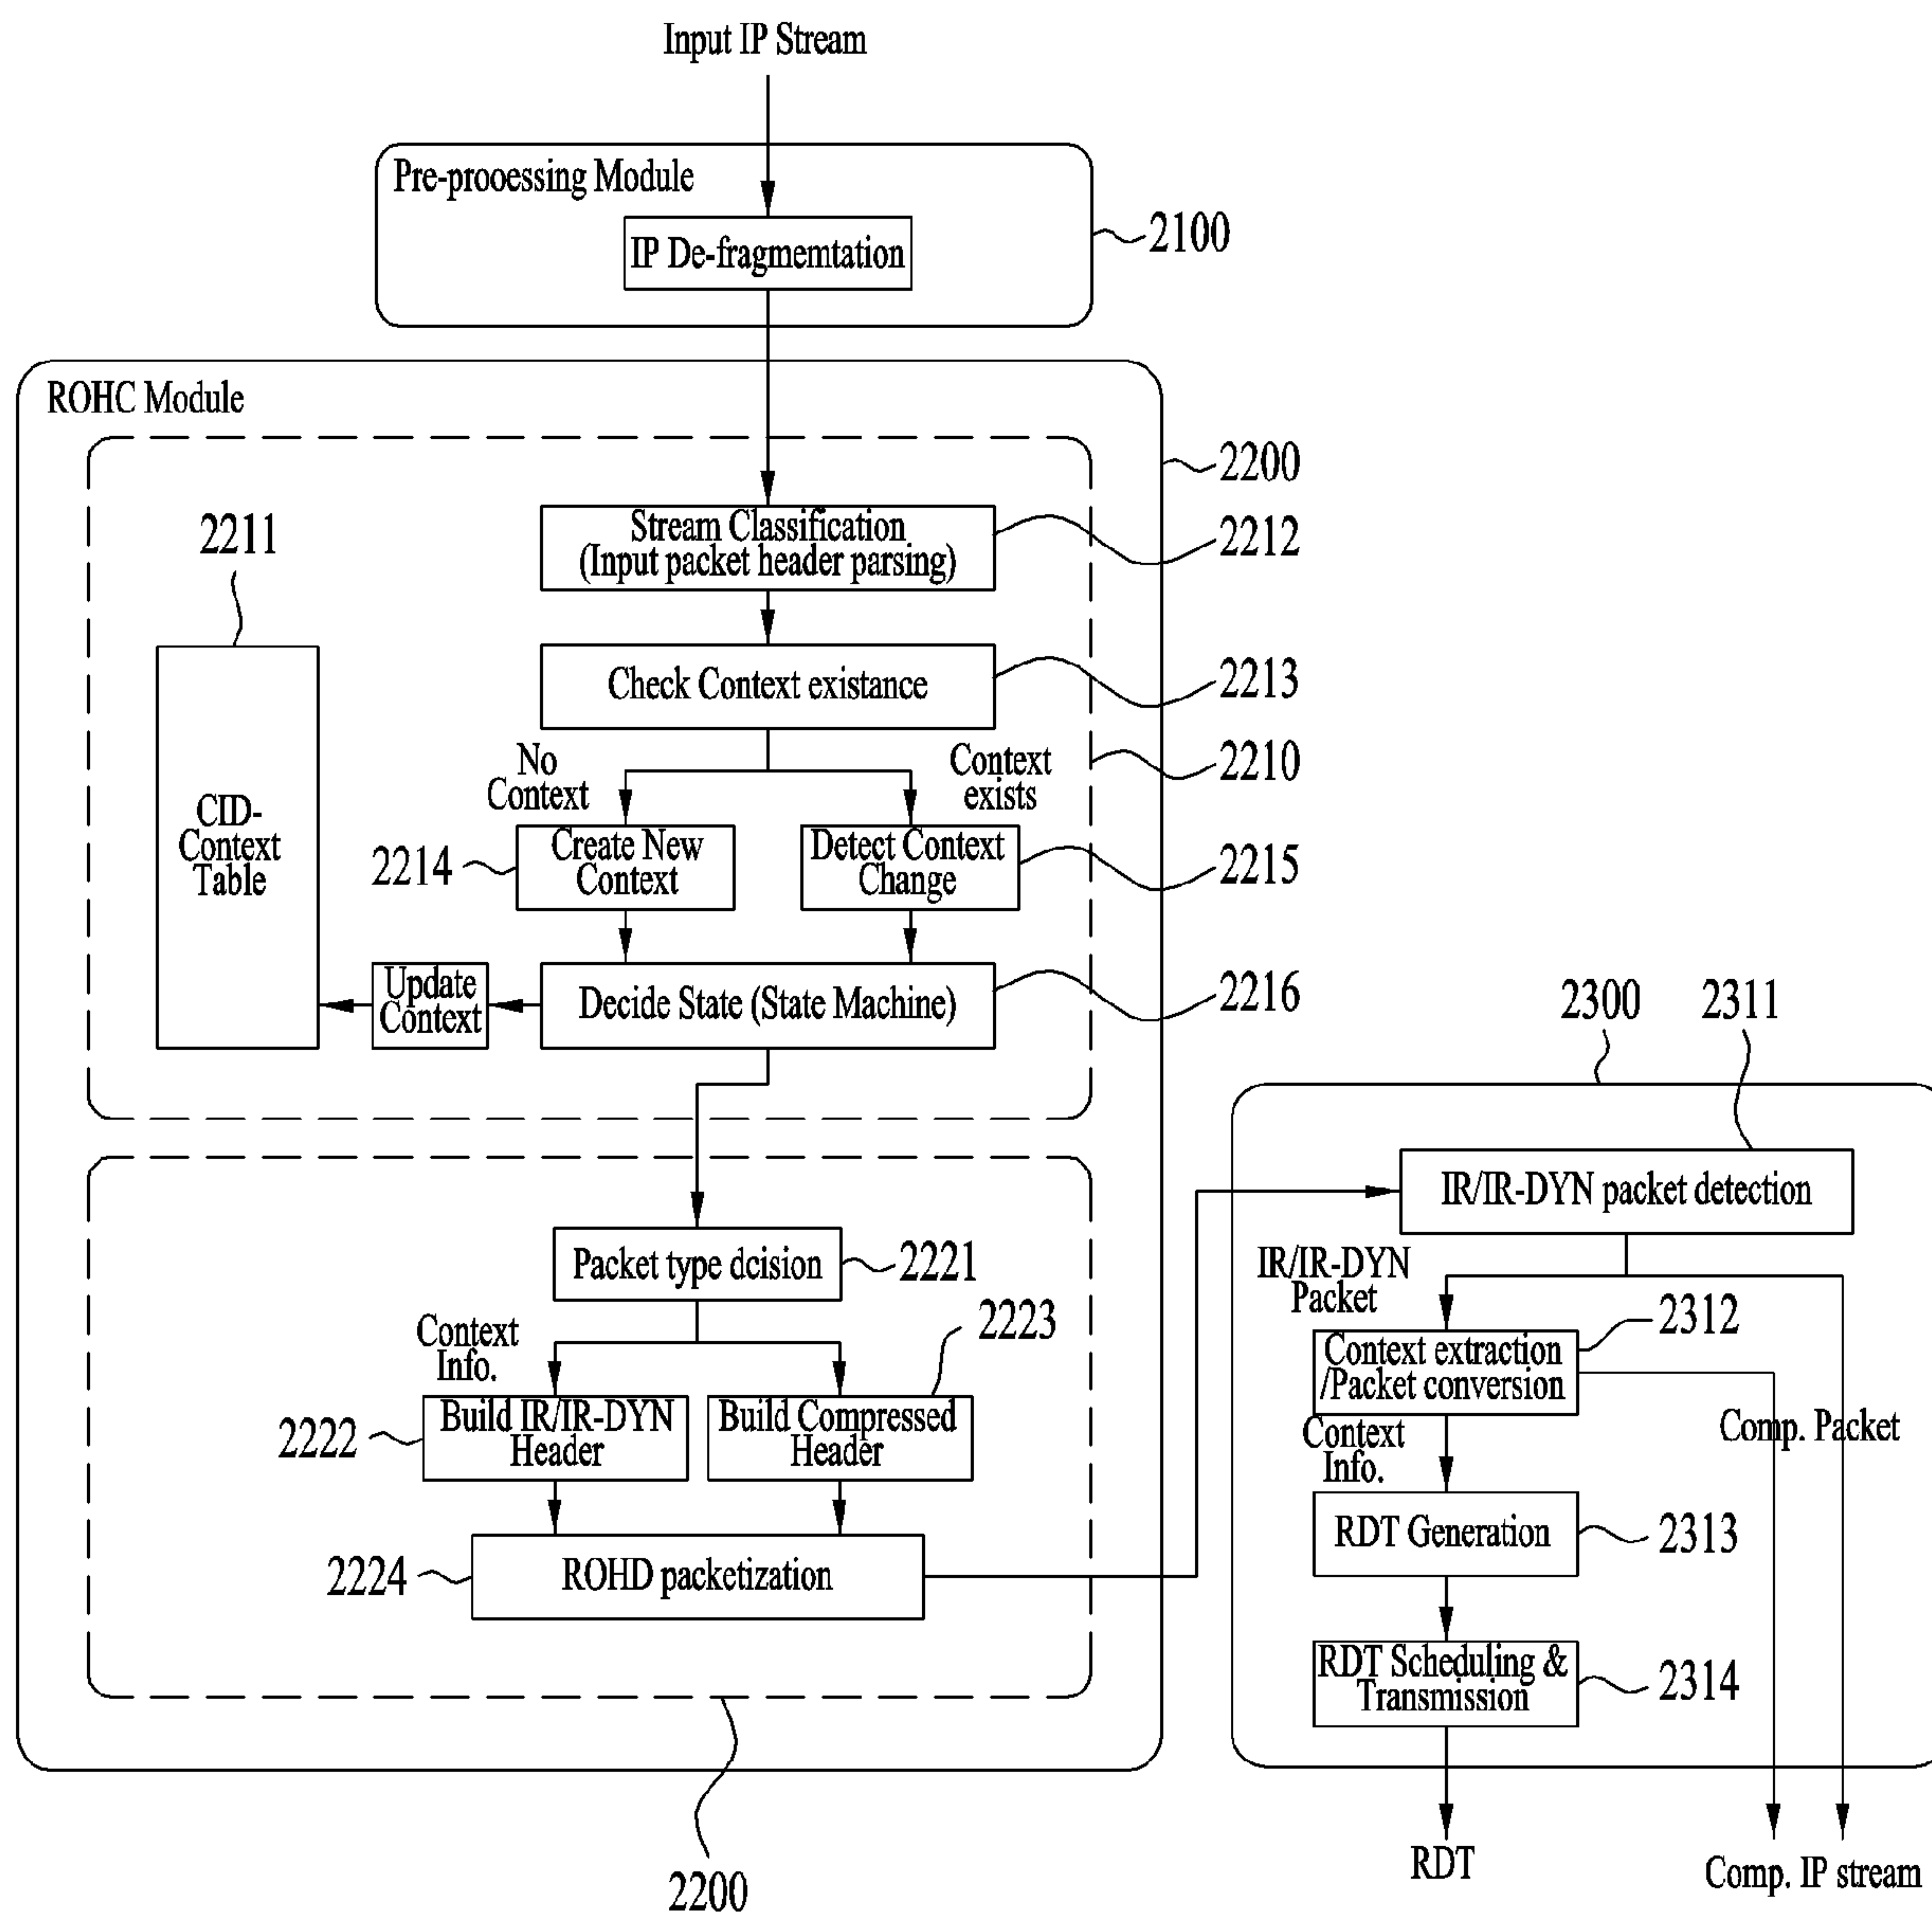 Input IP Stream
Pre-prooessing Module
2100
IP De-fragmemtation
ROHC Module
2200
2211
Stream Classification
(Input packet header parsing)
2212
Check Context existance
2213
No
Context
Context
exists
2210
CID-
Context
Table
2214
Create New
Context
Detect Context
Change
2215
Update
Context
Decide State (State Machine)
2216
2300
2311
IR/IR-DYN packet detection
Packet type dcision
2221
IR/IR-DYN
Packet
2223
2312
Context
Info.
Context extraction
/Packet conversion
2222
Build IR/IR-DYN
Header
Build Compressed
Header
Context
Info.
Comp. Packet
2224
ROHD packetization
RDT Generation
2313
RDT Scheduling &
Transmission
2314
2200
RDT
Comp. IP stream